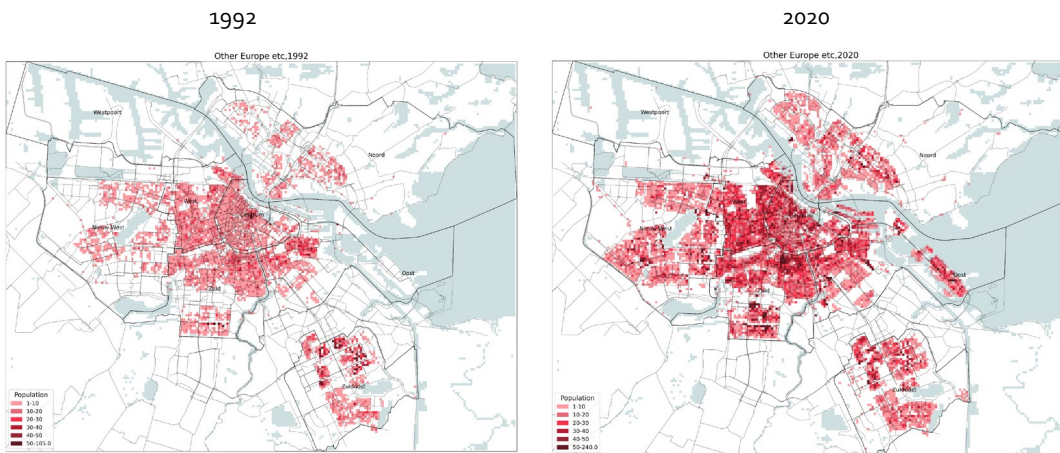 1992
2020
Other Europe etc,1992
Westpoort
Noord
West
Centrum
Nieuw-West
Oost
Zuid
Zuidoost
Population
1-10
10-20
20-30
30-40
40-50
50-105.0
Other Europe etc,2020
Westpoort
Noord
West
Centrum
Nieuw-West
Oost
Zuid
Zuidoost
Population
1-10
10-20
20-30
30-40
40-50
50-240.0